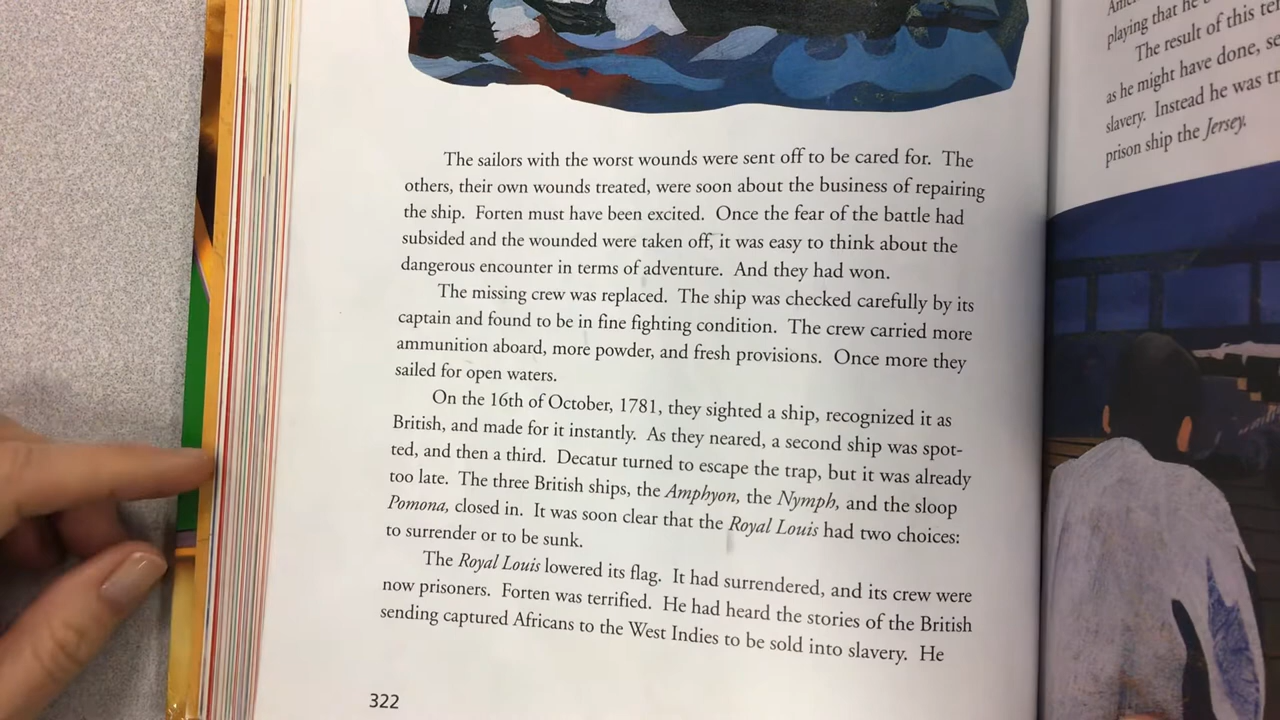 The sailors with the worst wounds were sent off to be cared for. The
others, their own wounds treated, were soon about the business of repairing
the ship. Forten must have been excited. Once the fear of the battle had
subsided and the wounded were taken off, it was easy to think about the
dangerous encounter in terms of adventure. And they had won.
The missing crew was replaced. The ship was checked carefully by its
captain and found to be in fine fighting condition. The crew carried more
ammunition aboard, more powder, and fresh provisions. Once more they
sailed for open waters.
On the 16th of October, 1781, they sighted a ship, recognized it as
British, and made for it instantly. As they neared, a second ship was spot-
ted, and then a third. Decatur turned to escape the trap, but it was already
too late. The three British ships, the Amphyon, the Nymph, and the sloop
Pomona, closed in. It was soon clear that the Royal Louis had two choices:
to surrender or to be sunk.
The Royal Louis lowered its flag. It had surrendered, and its crew were
now prisoners. Forten was terrified. He had heard the stories of the British
sending captured Africans to the West Indies to be sold into slavery. He
322
playing that he
The result of this
as he might have done,
slavery. Instead he was
prison ship the Jersey.